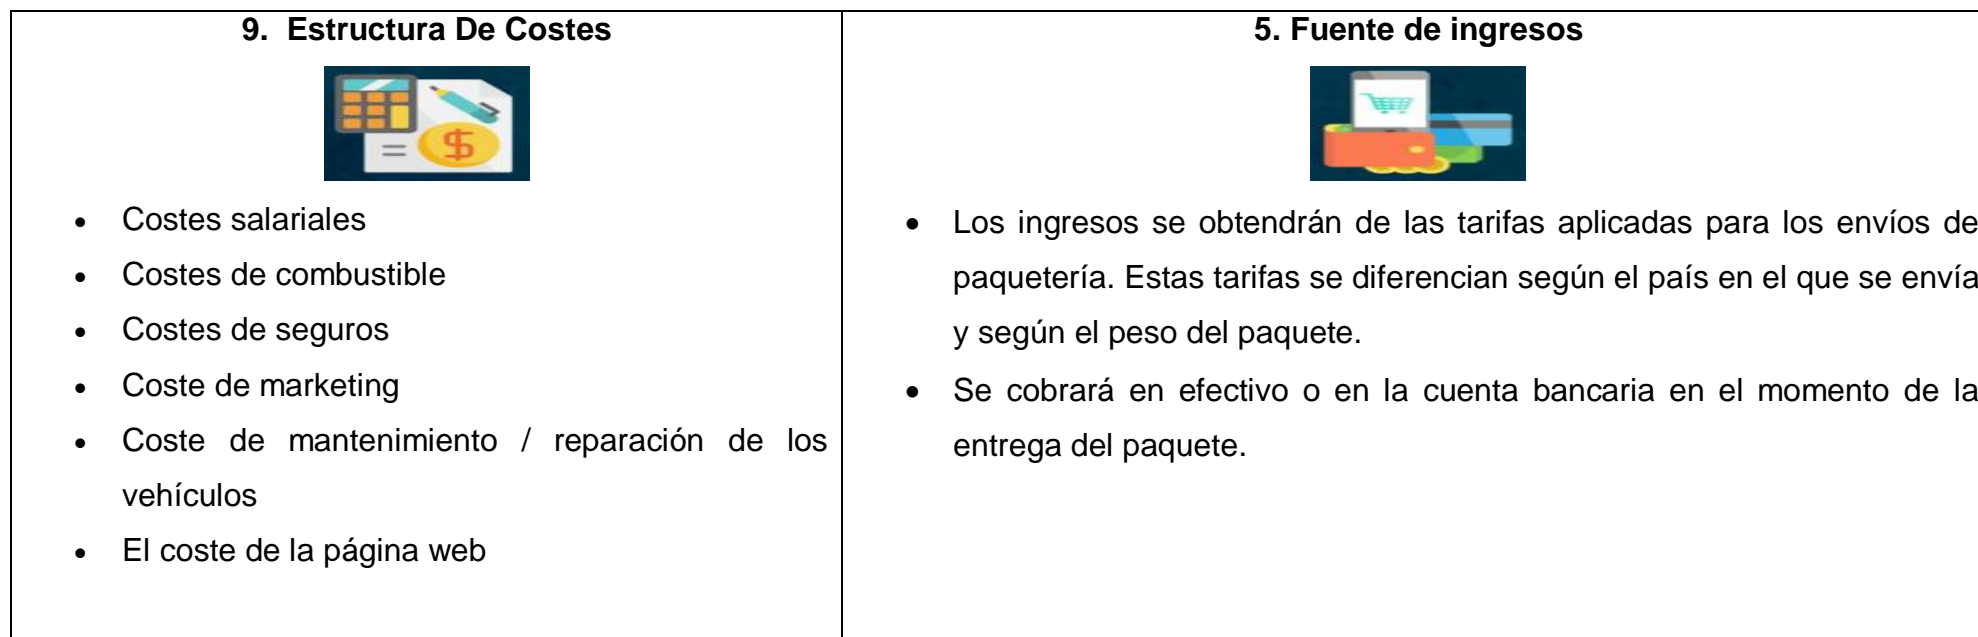 9. Estructura De Costes
• Costes salariales
• Costes de combustible
• Costes de seguros
• Coste de marketing
• Coste de mantenimiento / reparación de los
vehículos
• El coste de la página web
5. Fuente de ingresos
• Los ingresos se obtendrán de las tarifas aplicadas para los envíos de
paquetería. Estas tarifas se diferencian según el país en el que se envía
y según el peso del paquete.
• Se cobrará en efectivo o en la cuenta bancaria en el momento de la
entrega del paquete.